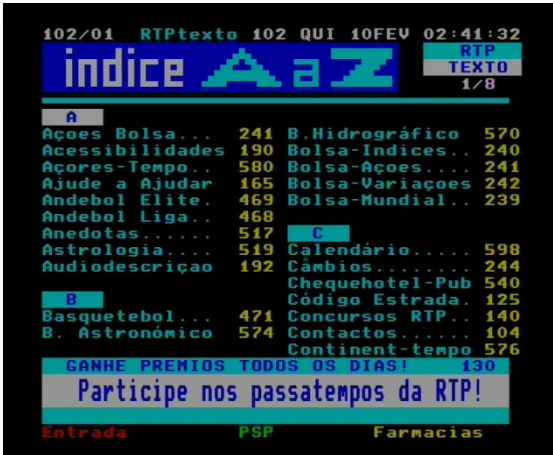 102/01 RTPtexto 102 QUI 10FEV 02:41:32
indice A a Z
RTP
TEXTO
1/8
A
Açoes Bolsa... 241
Acessibilidades 190
Açores-Tempo.. 580
Ajude a Ajudar 165
Andebol Elite. 469
Andebol Liga.. 468
Anedotas...... 517
Astrologia.... 519
Audiodescriçao 192
B
Basquetebol... 471
B. Astronómico 574
B.Hidrográfico 570
Bolsa-Indices.. 240
Bolsa-Açoes.... 241
Bolsa-Variaçoes 242
Bolsa-Mundial.. 239
C
Calendário..... 598
Câmbios........ 244
Chequehotel-Pub 540
Código Estrada. 125
Concursos RTP.. 140
Contactos...... 104
Continent-tempo 576
GANHE PREMIOS TODOS OS DIAS! 130
Participe nos passatempos da RTP!
Entrada PSP Farmacias